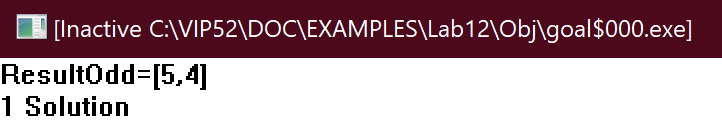 [Inactive C:\VIP52\DOC\EXAMPLES\Lab12\Obj\goal$000.exe]
ResultOdd=[5,4]
1 Solution